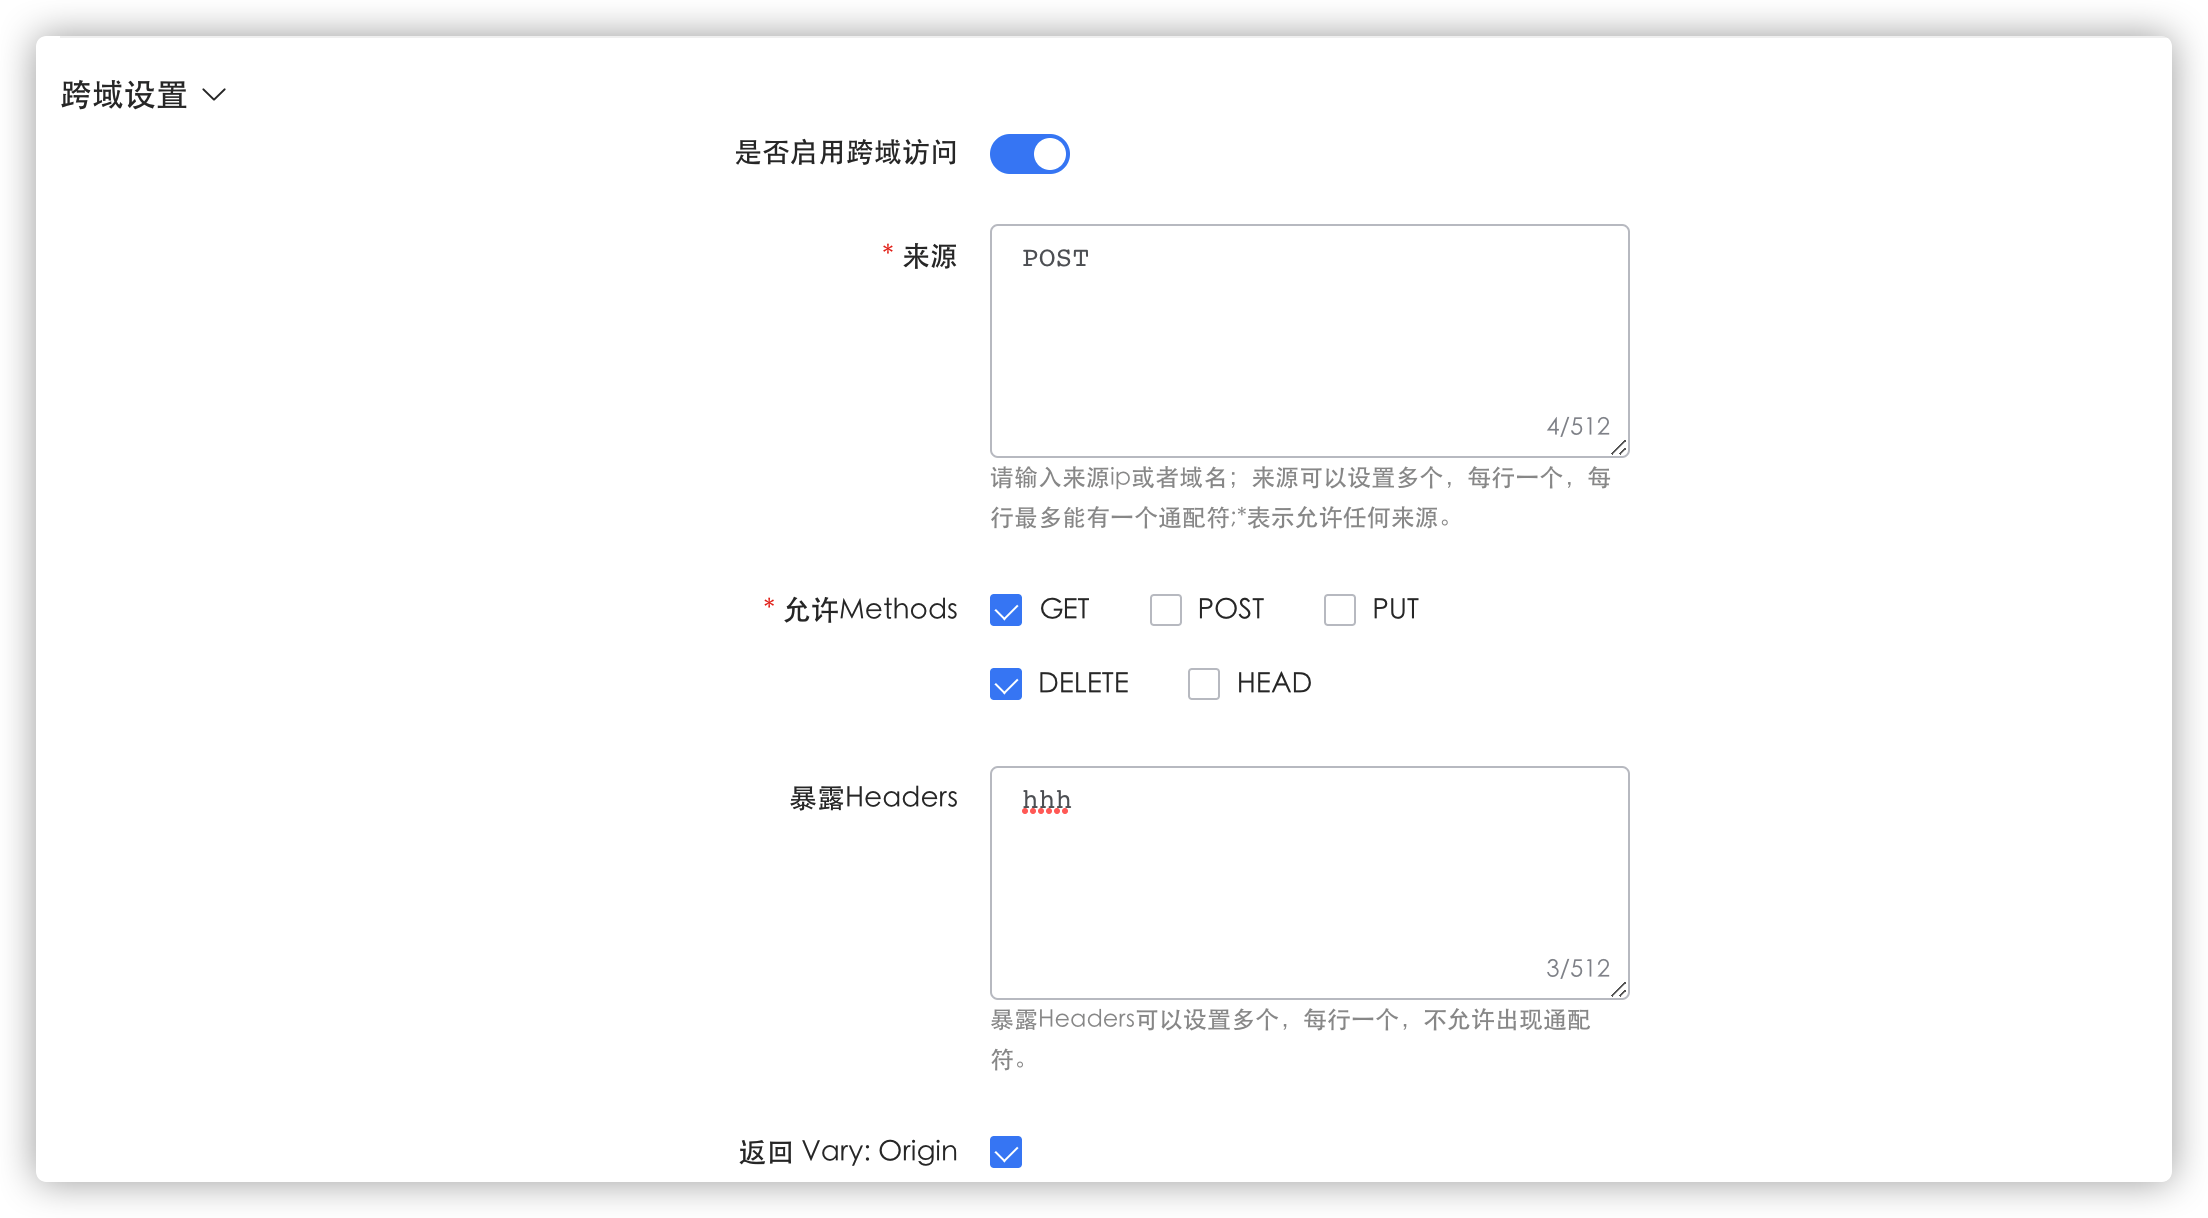 跨域设置
是否启用跨域访问
* 来源
POST
4/512
请输入来源ip或者域名；来源可以设置多个，每行一个，每
行最多能有一个通配符;*表示允许任何来源。
* 允许Methods
GET POST PUT
DELETE HEAD
暴露Headers
hhh
3/512
暴露Headers可以设置多个，每行一个，不允许出现通配
符。
返回 Vary: Origin